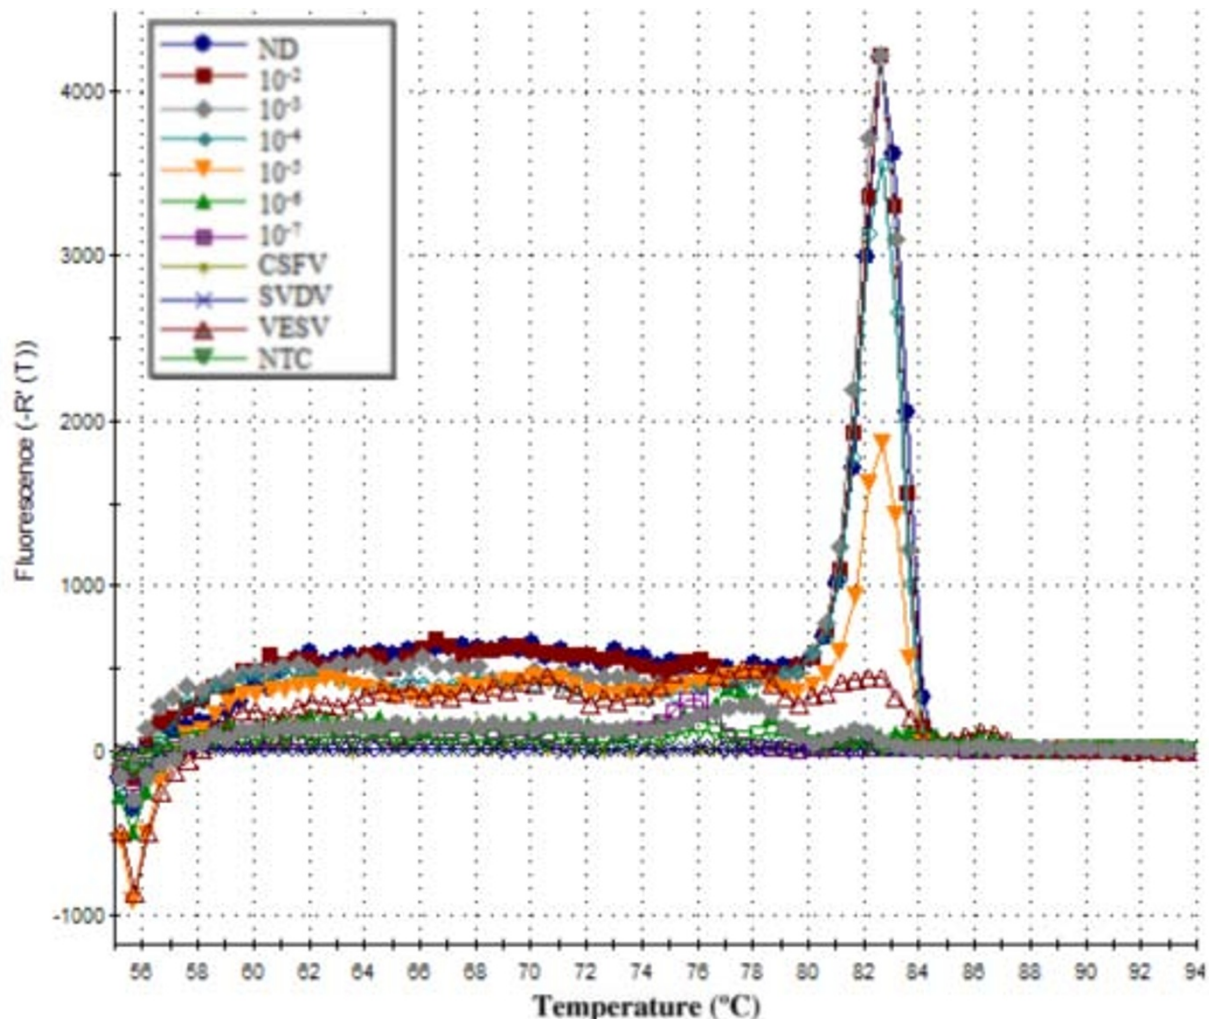 ND
10⁻²
10⁻³
10⁻⁴
10⁻⁵
10⁻⁶
10⁻⁷
CSFV
SVDV
VESV
NTC
4000
3000
2000
1000
0
-1000
Fluorescence (-R' (T))
56 58 60 62 64 66 68 70 72 74 76 78 80 82 84 86 88 90 92 94
Temperature (ºC)